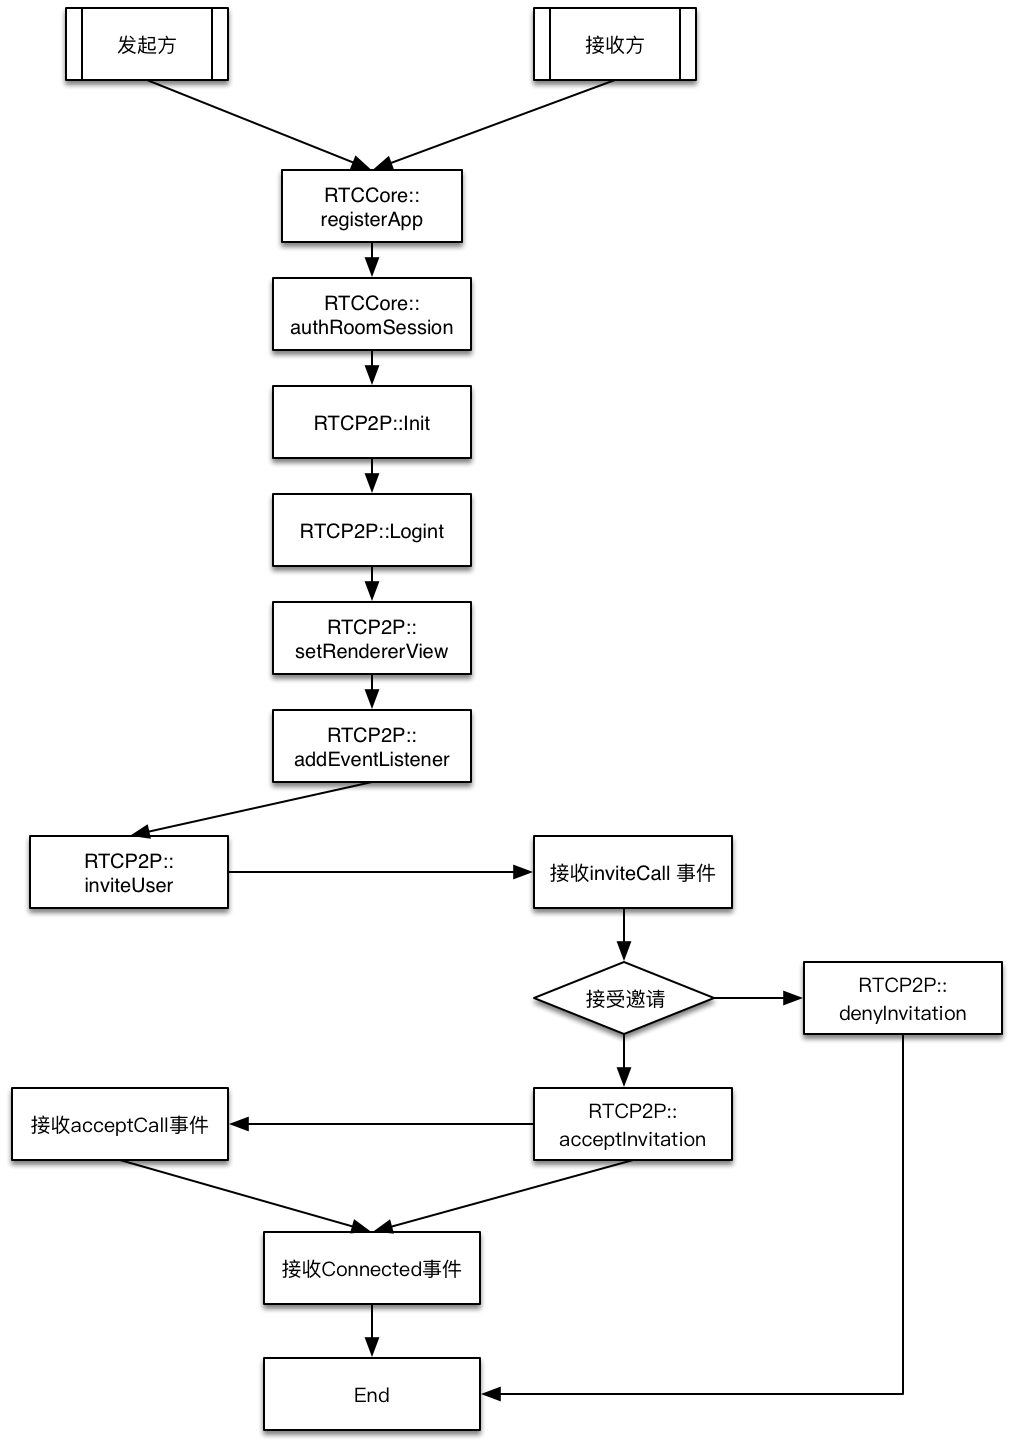 发起方
接收方
RTCCore::
registerApp
RTCCore::
authRoomSession
RTCP2P::Init
RTCP2P::Logint
RTCP2P::
setRendererView
RTCP2P::
addEventListener
RTCP2P::
inviteUser
接收inviteCall 事件
接受邀请
RTCP2P::
denyInvitation
接收acceptCall事件
RTCP2P::
acceptInvitation
接收Connected事件
End